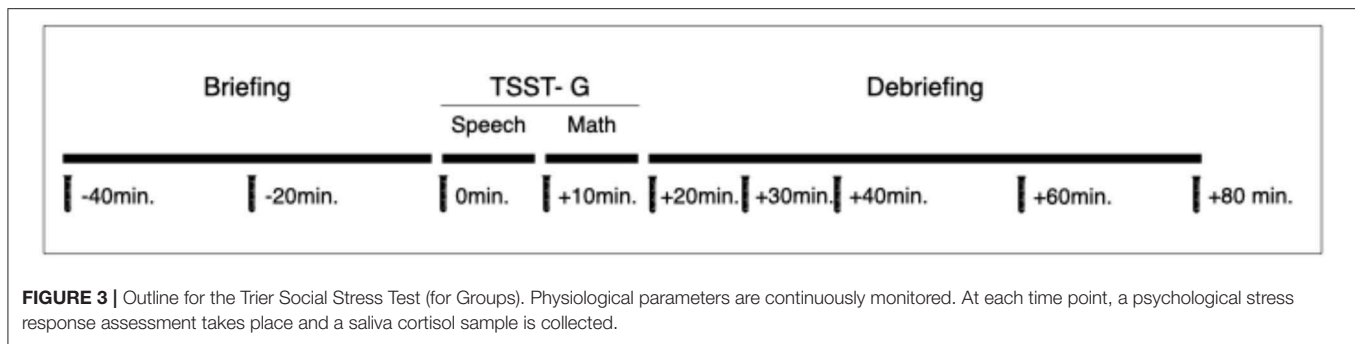 Briefing TSST- G Debriefing
Speech Math
-40min. -20min. 0min. +10min. +20min. +30min. +40min. +60min. +80 min.
FIGURE 3 | Outline for the Trier Social Stress Test (for Groups). Physiological parameters are continuously monitored. At each time point, a psychological stress
response assessment takes place and a saliva cortisol sample is collected.